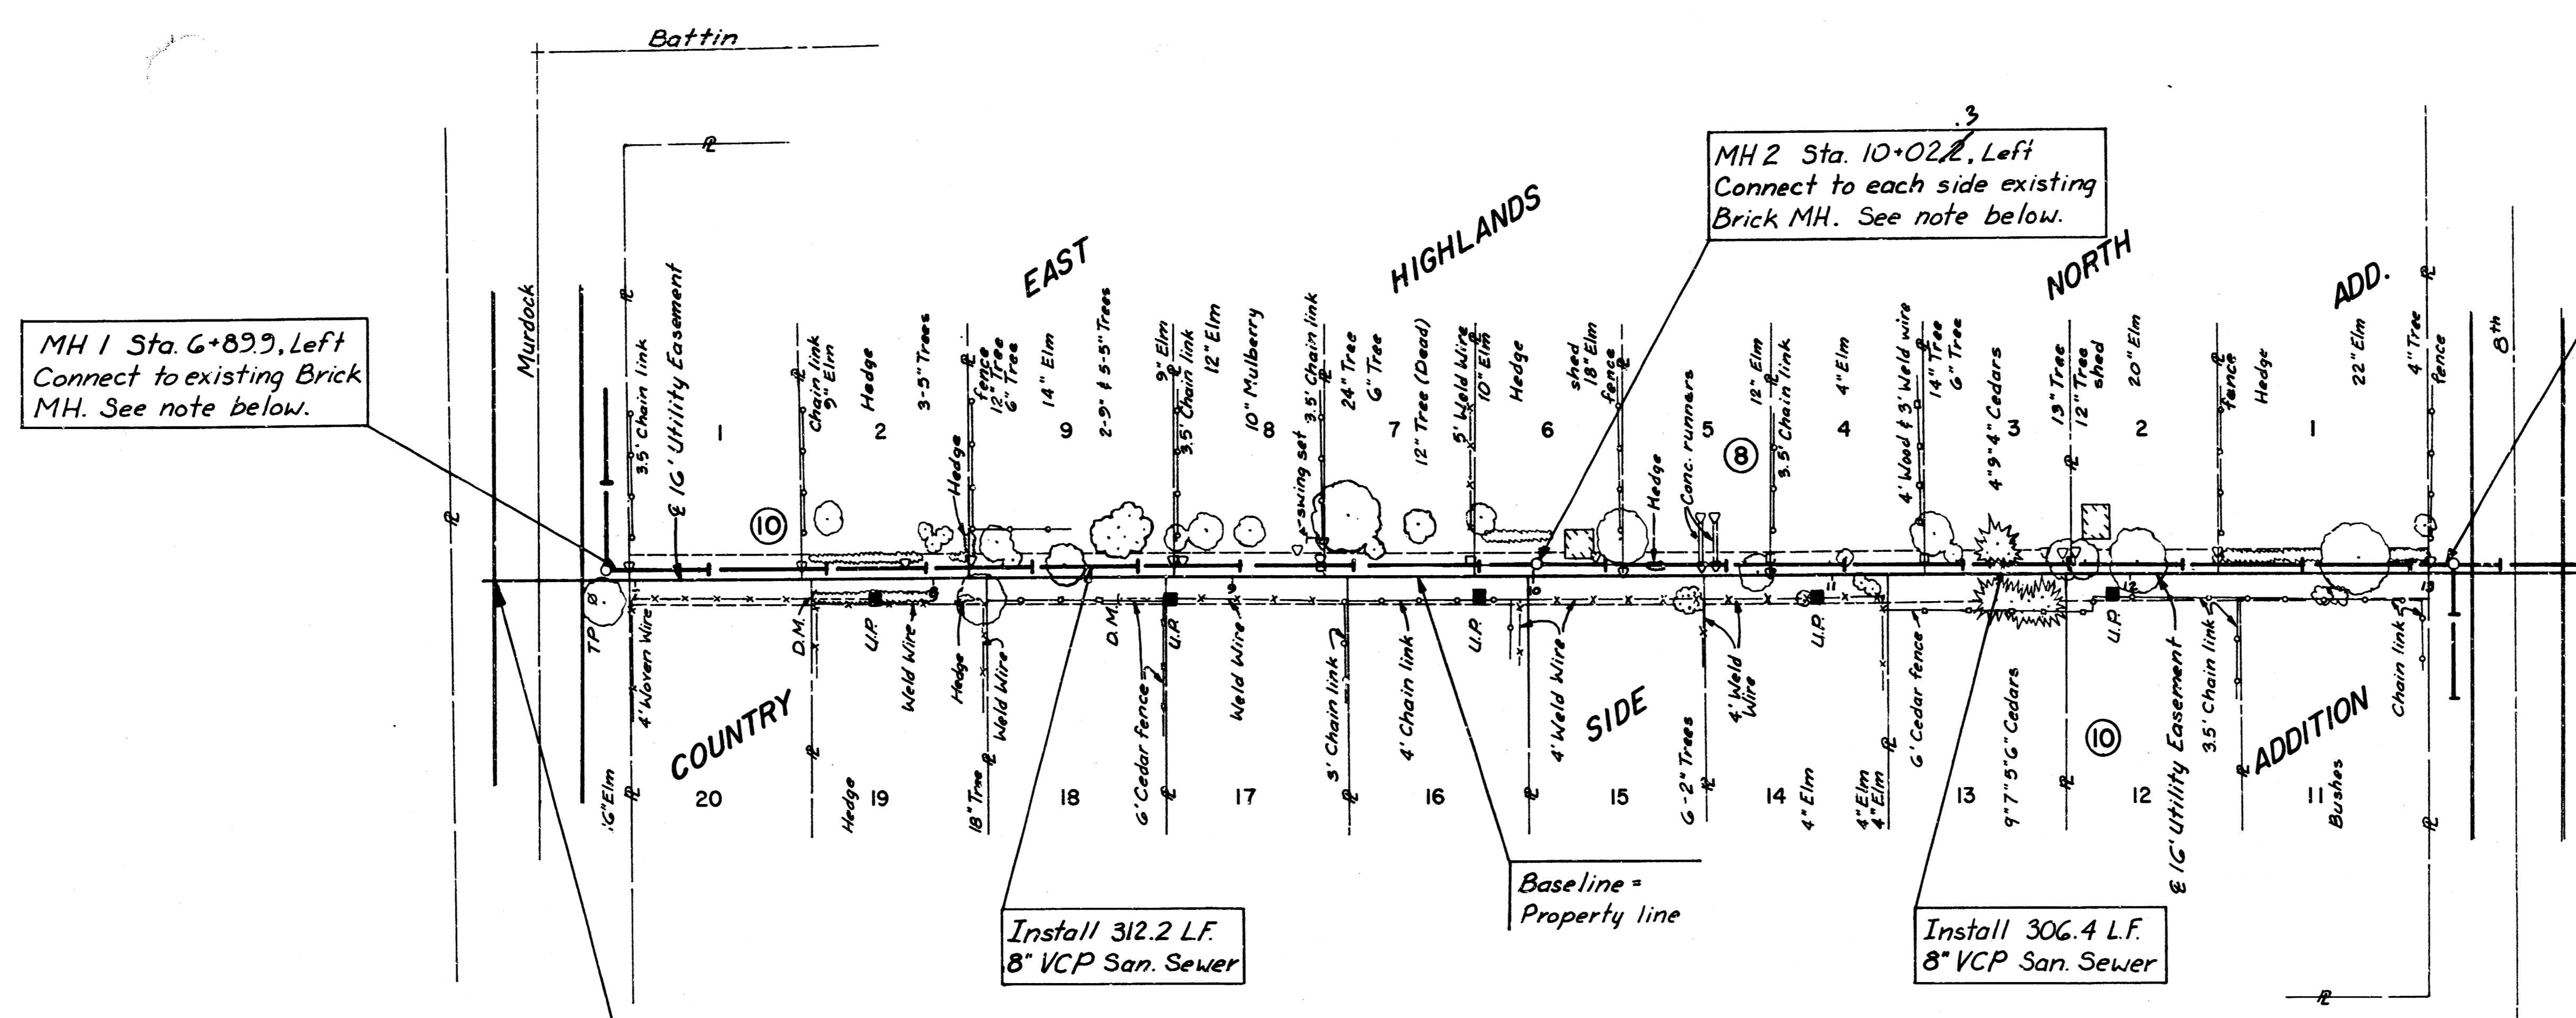 Battin
.3
MH 2 Sta. 10+022, Left
Connect to each side existing
Brick MH. See note below.
MH 1 Sta. 6+89.9, Left
Connect to existing Brick
MH. See note below.
Murdock
EAST
HIGHLANDS
NORTH
ADD.
8th
3.5' Chain link
℄ 16' Utility Easement
Chain link
9" Elm
Hedge
3-5" Trees
fence
12" Tree
6" Tree
14" Elm
2-9" & 5-5" Trees
9" Elm
3.5' Chain link
12" Elm
10" Mulberry
3.5' Chain link
24" Tree
6" Tree
12" Tree (Dead)
5' Weld Wire
10" Elm
Hedge
shed
18" Elm
fence
12" Elm
3.5' Chain link
4" Elm
4' Wood & 3' Weld wire
14" Tree
6" Tree
4" 9" 4" Cedars
13" Tree
12" Tree
shed
20" Elm
fence
Hedge
22" Elm
4" Tree
fence
1
2
9
8
7
6
5
4
3
2
1
Hedge
swing set
Hedge
Conc. runners
8
10
9
10
11
12
13
TP
4' Woven Wire
D.M.
U.P.
Weld Wire
Hedge
Weld Wire
D.M.
6' Cedar fence
U.P.
Weld Wire
3' Chain link
4' Chain link
U.P.
4' Weld Wire
4' Weld
Wire
U.P.
6' Cedar fence
U.P.
3.5' Chain link
Chain link
COUNTRY
SIDE
ADDITION
10
℄ 16' Utility Easement
16" Elm
20
Hedge
19
18" Tree
18
17
16
15
6-2" Trees
14
4" Elm
4" Elm
4" Elm
13
9" 7" 5" 6" Cedars
12
11
Bushes
Install 312.2 L.F.
8" VCP San. Sewer
Baseline =
Property line
Install 306.4 L.F.
8" VCP San. Sewer